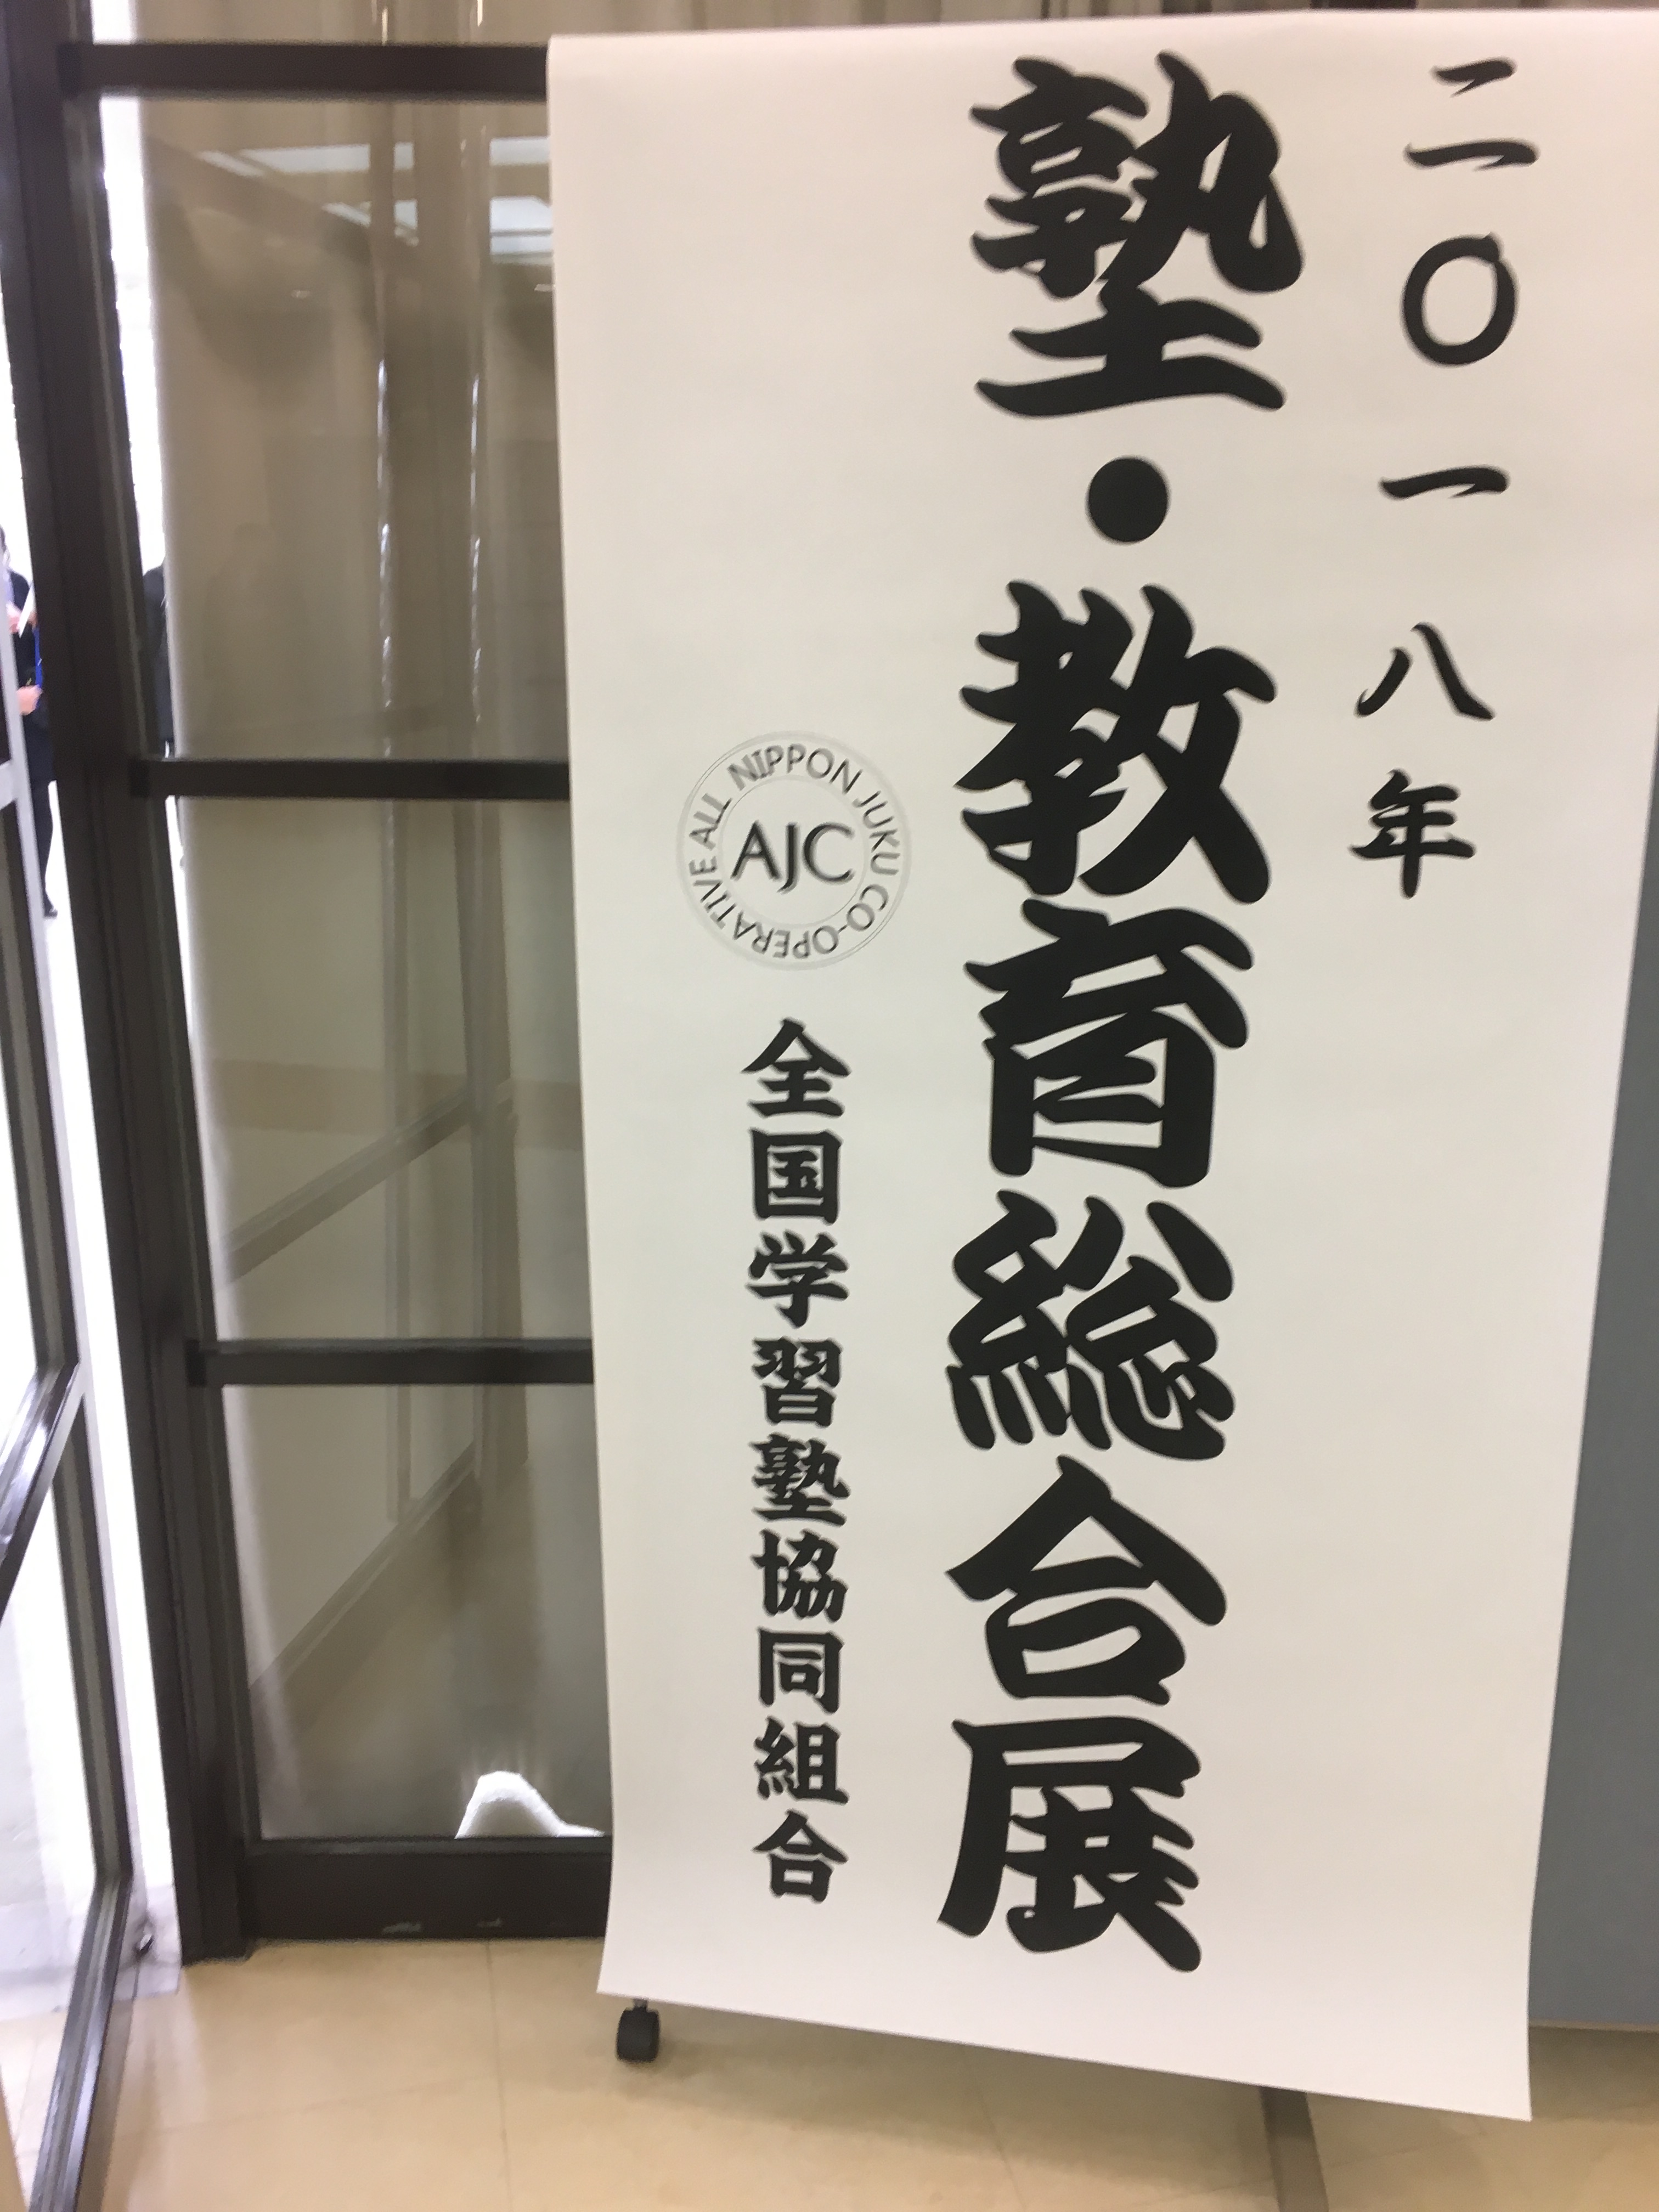 二〇一八年
塾・教育総合展
ALL NIPPON JUKU CO-OPERATIVE
AJC
全国学習塾協同組合